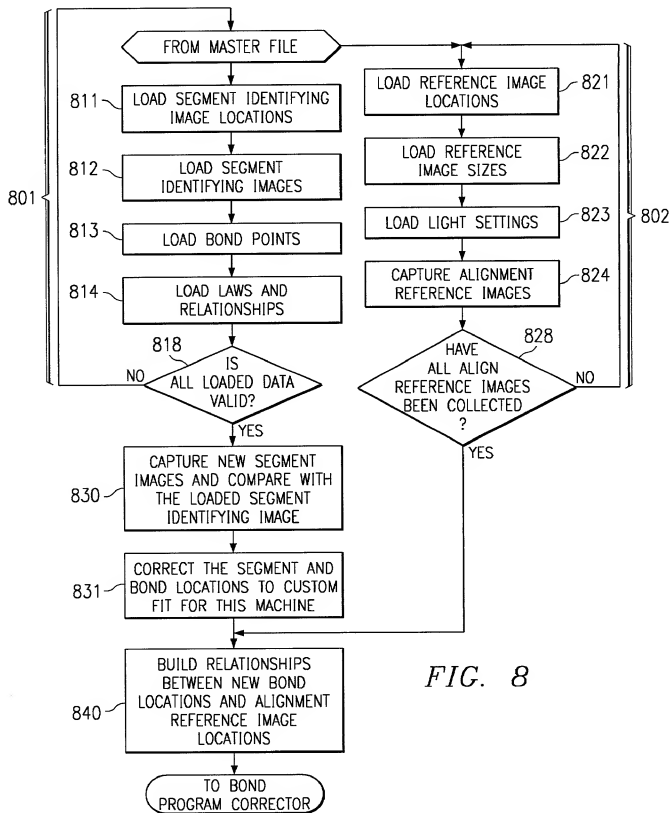 FROM MASTER FILE
801
811
LOAD SEGMENT IDENTIFYING
IMAGE LOCATIONS
812
LOAD SEGMENT
IDENTIFYING IMAGES
813
LOAD BOND POINTS
814
LOAD LAWS AND
RELATIONSHIPS
818
IS
ALL LOADED DATA
VALID?
NO
YES
830
CAPTURE NEW SEGMENT
IMAGES AND COMPARE WITH
THE LOADED SEGMENT
IDENTIFYING IMAGE
831
CORRECT THE SEGMENT AND
BOND LOCATIONS TO CUSTOM
FIT FOR THIS MACHINE
LOAD REFERENCE IMAGE
LOCATIONS
821
LOAD REFERENCE
IMAGE SIZES
822
LOAD LIGHT SETTINGS
823
802
CAPTURE ALIGNMENT
REFERENCE IMAGES
824
828
HAVE
ALL ALIGN
REFERENCE IMAGES
BEEN COLLECTED
?
NO
YES
840
BUILD RELATIONSHIPS
BETWEEN NEW BOND
LOCATIONS AND ALIGNMENT
REFERENCE IMAGE
LOCATIONS
TO BOND
PROGRAM CORRECTOR
FIG. 8